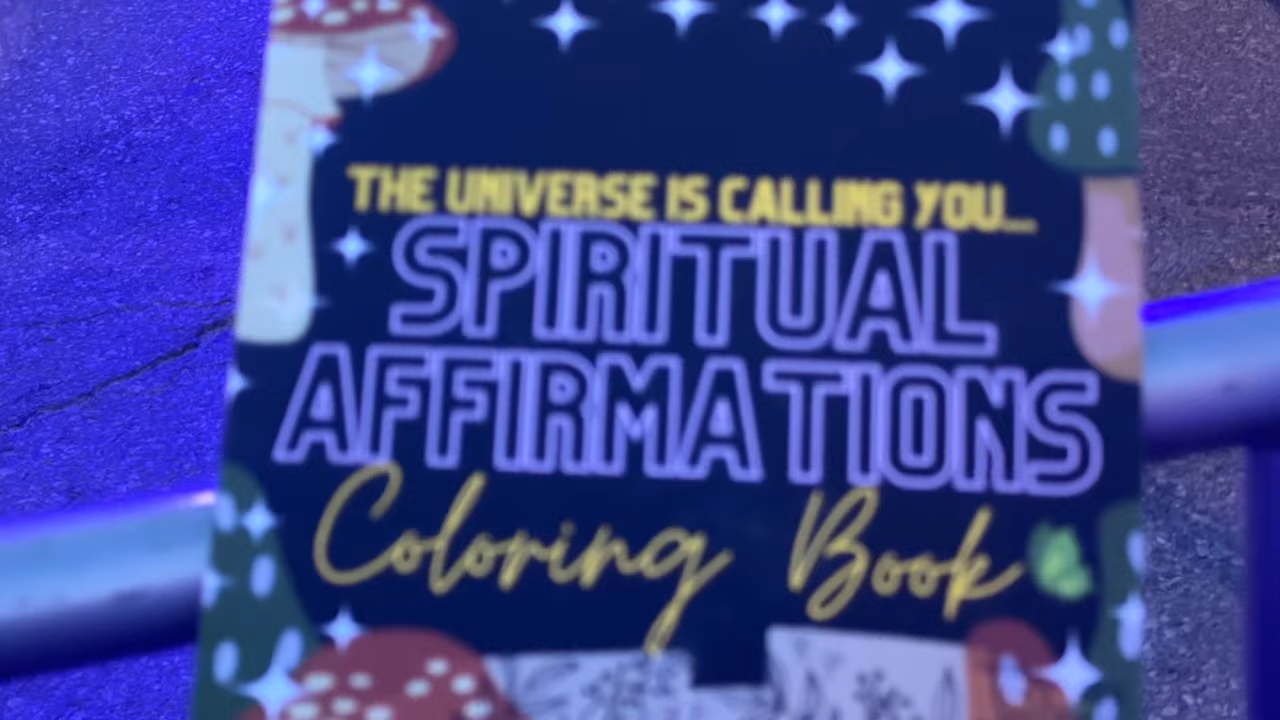 THE UNIVERSE IS CALLING YOU...
SPIRITUAL
AFFIRMATIONS
Coloring Book